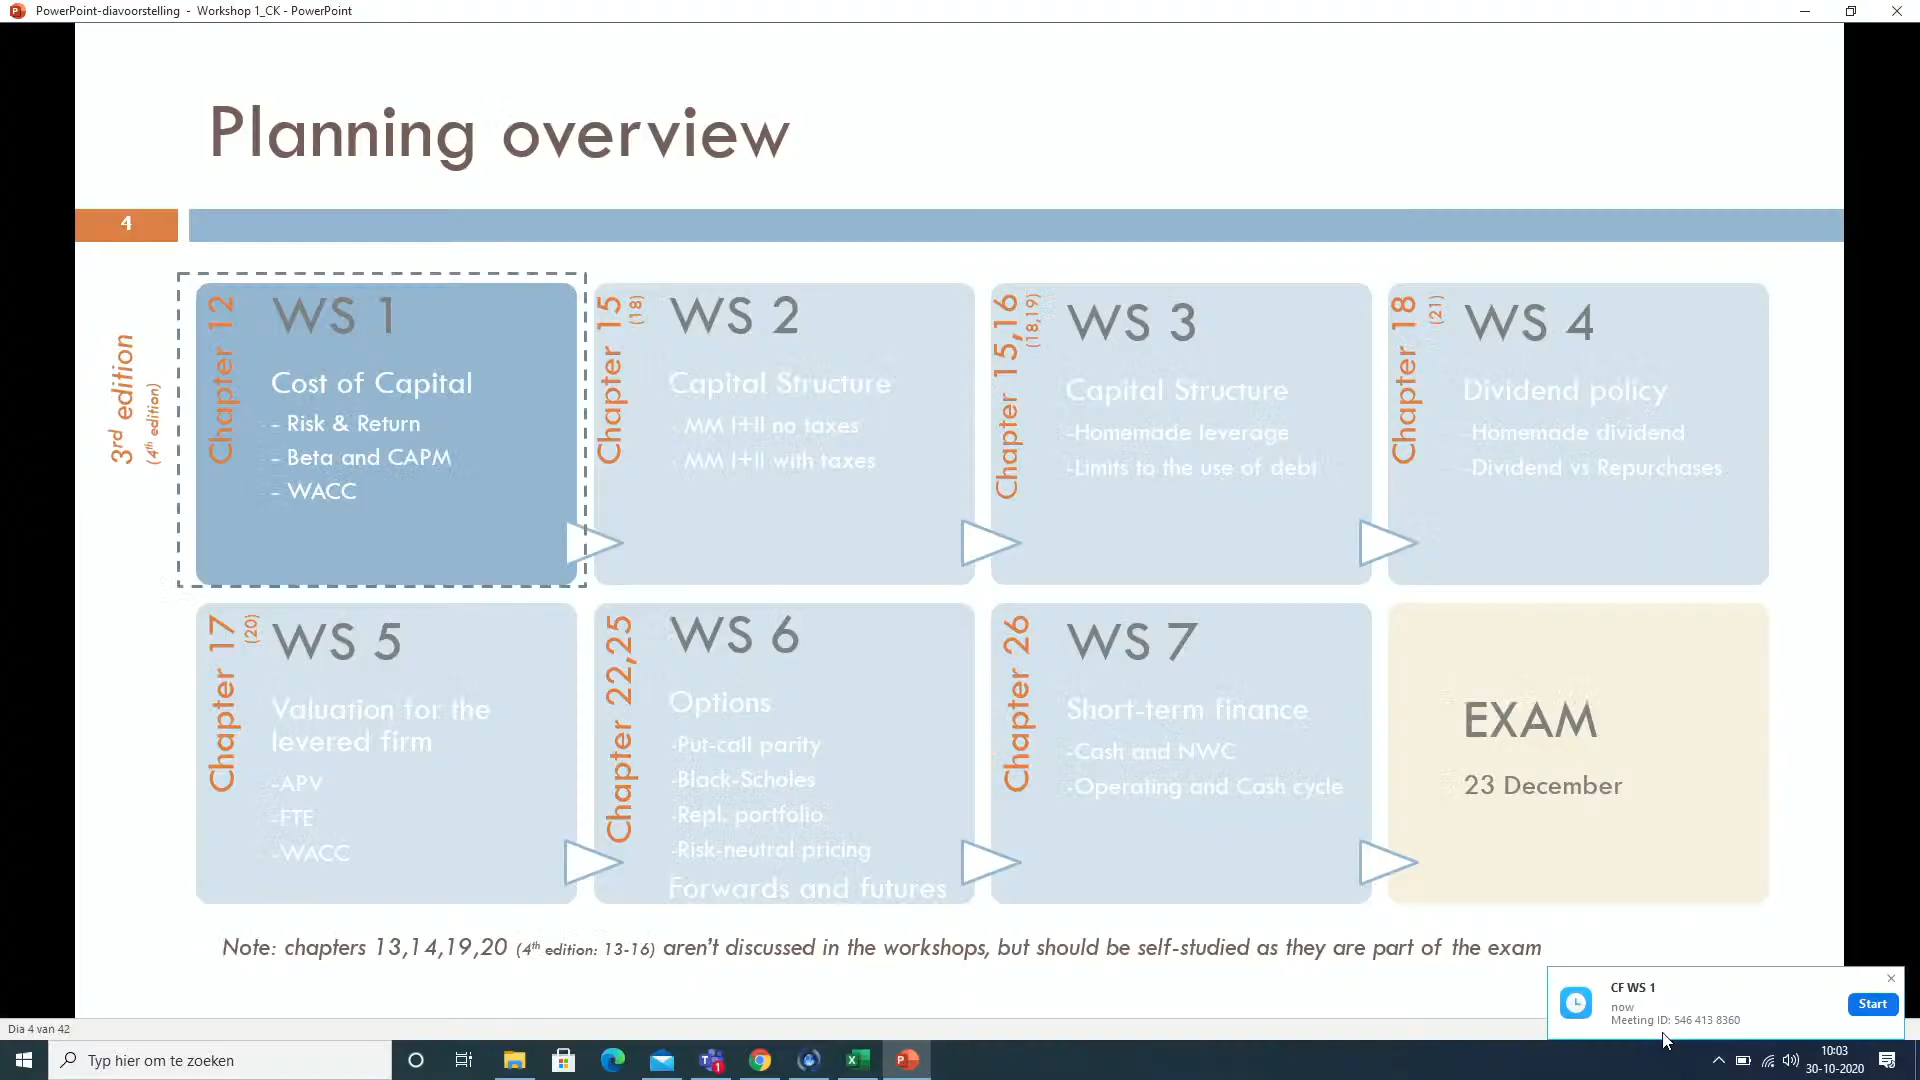 PowerPoint-diavoorstelling - Workshop 1_CK - PowerPoint
Planning overview
4
3rd edition
(4th edition)
Chapter 12
WS 1
Cost of Capital
- Risk & Return
- Beta and CAPM
- WACC
Chapter 15
(18)
WS 2
Capital Structure
- MM I+II no taxes
- MM I+II with taxes
Chapter 15,16
(18,19)
WS 3
Capital Structure
-Homemade leverage
-Limits to the use of debt
Chapter 18
(21)
WS 4
Dividend policy
-Homemade dividend
-Dividend vs Repurchases
Chapter 17
(20)
WS 5
Valuation for the
levered firm
-APV
-FTE
-WACC
Chapter 22,25
WS 6
Options
-Put-call parity
-Black-Scholes
-Repl. portfolio
-Risk-neutral pricing
Forwards and futures
Chapter 26
WS 7
Short-term finance
-Cash and NWC
-Operating and Cash cycle
EXAM
23 December
Note: chapters 13,14,19,20 (4th edition: 13-16) aren't discussed in the workshops, but should be self-studied as they are part of the exam
CF WS 1
now
Meeting ID: 546 413 8360
Start
Dia 4 van 42
Typ hier om te zoeken
1
10:03
30-10-2020